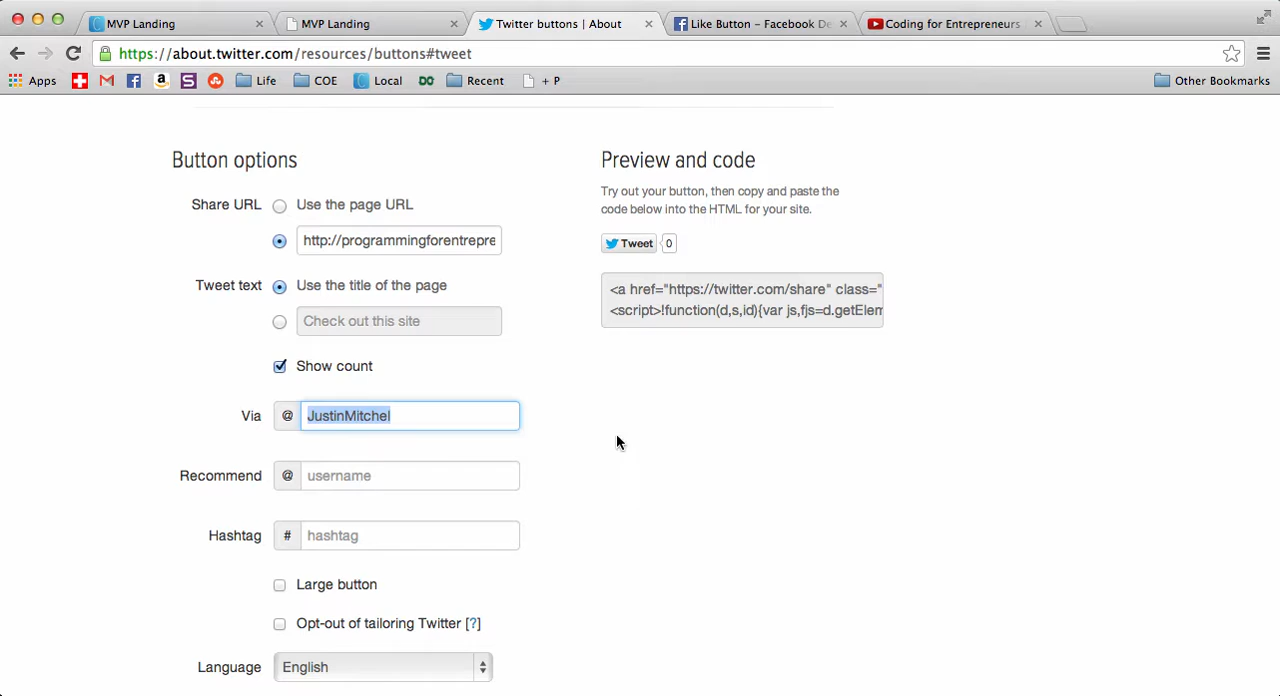 MVP Landing
MVP Landing
Twitter buttons | About
Like Button – Facebook De
Coding for Entrepreneurs
https://about.twitter.com/resources/buttons#tweet
Apps
Life
COE
Local
Recent
+ P
Other Bookmarks
Button options
Share URL
Use the page URL
http://programmingforentrepre
Tweet text
Use the title of the page
Check out this site
Show count
Via
@
JustinMitchel
Recommend
@
username
Hashtag
#
hashtag
Large button
Opt-out of tailoring Twitter [?]
Language
English
Preview and code
Try out your button, then copy and paste the
code below into the HTML for your site.
Tweet
0
<a href="https://twitter.com/share" class="
<script>!function(d,s,id){var js,fjs=d.getElem